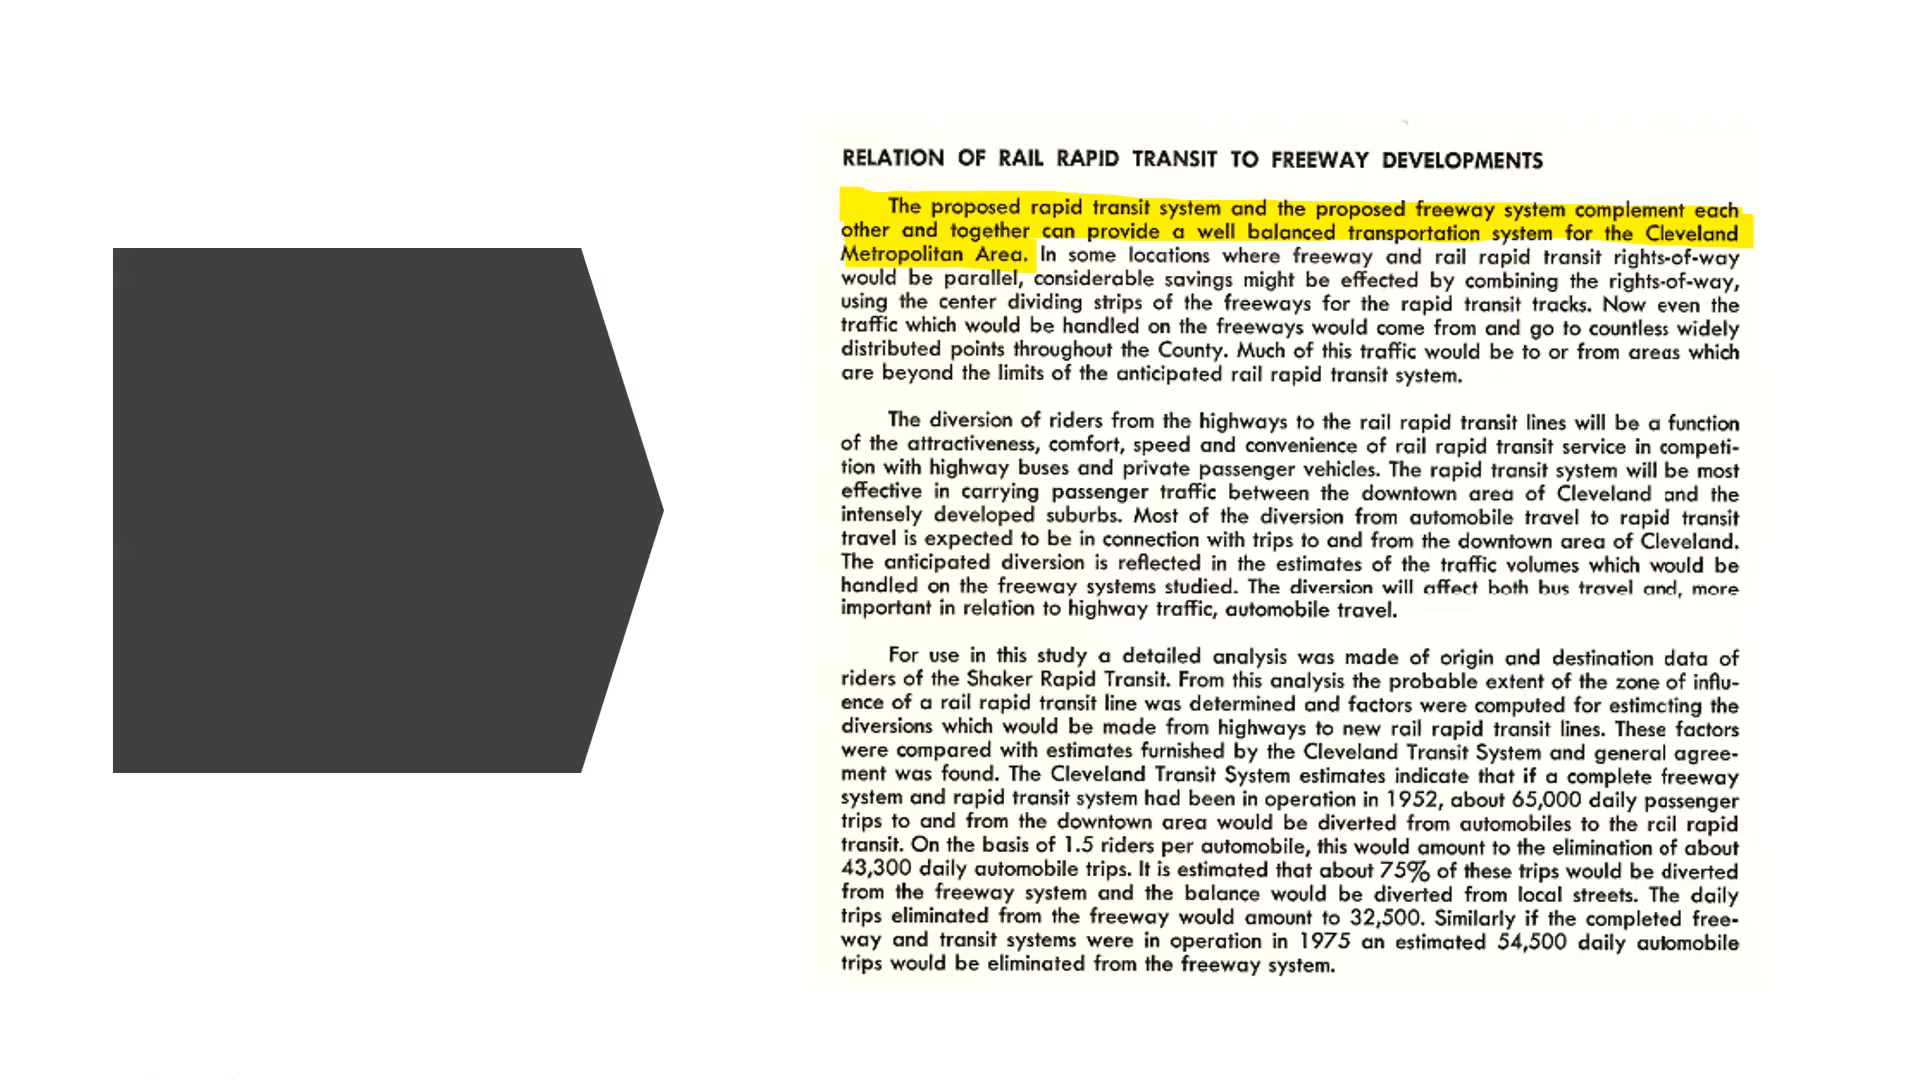 RELATION OF RAIL RAPID TRANSIT TO FREEWAY DEVELOPMENTS
The proposed rapid transit system and the proposed freeway system complement each
other and together can provide a well balanced transportation system for the Cleveland
Metropolitan Area. In some locations where freeway and rail rapid transit rights-of-way
would be parallel, considerable savings might be effected by combining the rights-of-way,
using the center dividing strips of the freeways for the rapid transit tracks. Now even the
traffic which would be handled on the freeways would come from and go to countless widely
distributed points throughout the County. Much of this traffic would be to or from areas which
are beyond the limits of the anticipated rail rapid transit system.
The diversion of riders from the highways to the rail rapid transit lines will be a function
of the attractiveness, comfort, speed and convenience of rail rapid transit service in competi-
tion with highway buses and private passenger vehicles. The rapid transit system will be most
effective in carrying passenger traffic between the downtown area of Cleveland and the
intensely developed suburbs. Most of the diversion from automobile travel to rapid transit
travel is expected to be in connection with trips to and from the downtown area of Cleveland.
The anticipated diversion is reflected in the estimates of the traffic volumes which would be
handled on the freeway systems studied. The diversion will affect both bus travel and, more
important in relation to highway traffic, automobile travel.
For use in this study a detailed analysis was made of origin and destination data of
riders of the Shaker Rapid Transit. From this analysis the probable extent of the zone of influ-
ence of a rail rapid transit line was determined and factors were computed for estimating the
diversions which would be made from highways to new rail rapid transit lines. These factors
were compared with estimates furnished by the Cleveland Transit System and general agree-
ment was found. The Cleveland Transit System estimates indicate that if a complete freeway
system and rapid transit system had been in operation in 1952, about 65,000 daily passenger
trips to and from the downtown area would be diverted from automobiles to the rail rapid
transit. On the basis of 1.5 riders per automobile, this would amount to the elimination of about
43,300 daily automobile trips. It is estimated that about 75% of these trips would be diverted
from the freeway system and the balance would be diverted from local streets. The daily
trips eliminated from the freeway would amount to 32,500. Similarly if the completed free-
way and transit systems were in operation in 1975 an estimated 54,500 daily automobile
trips would be eliminated from the freeway system.